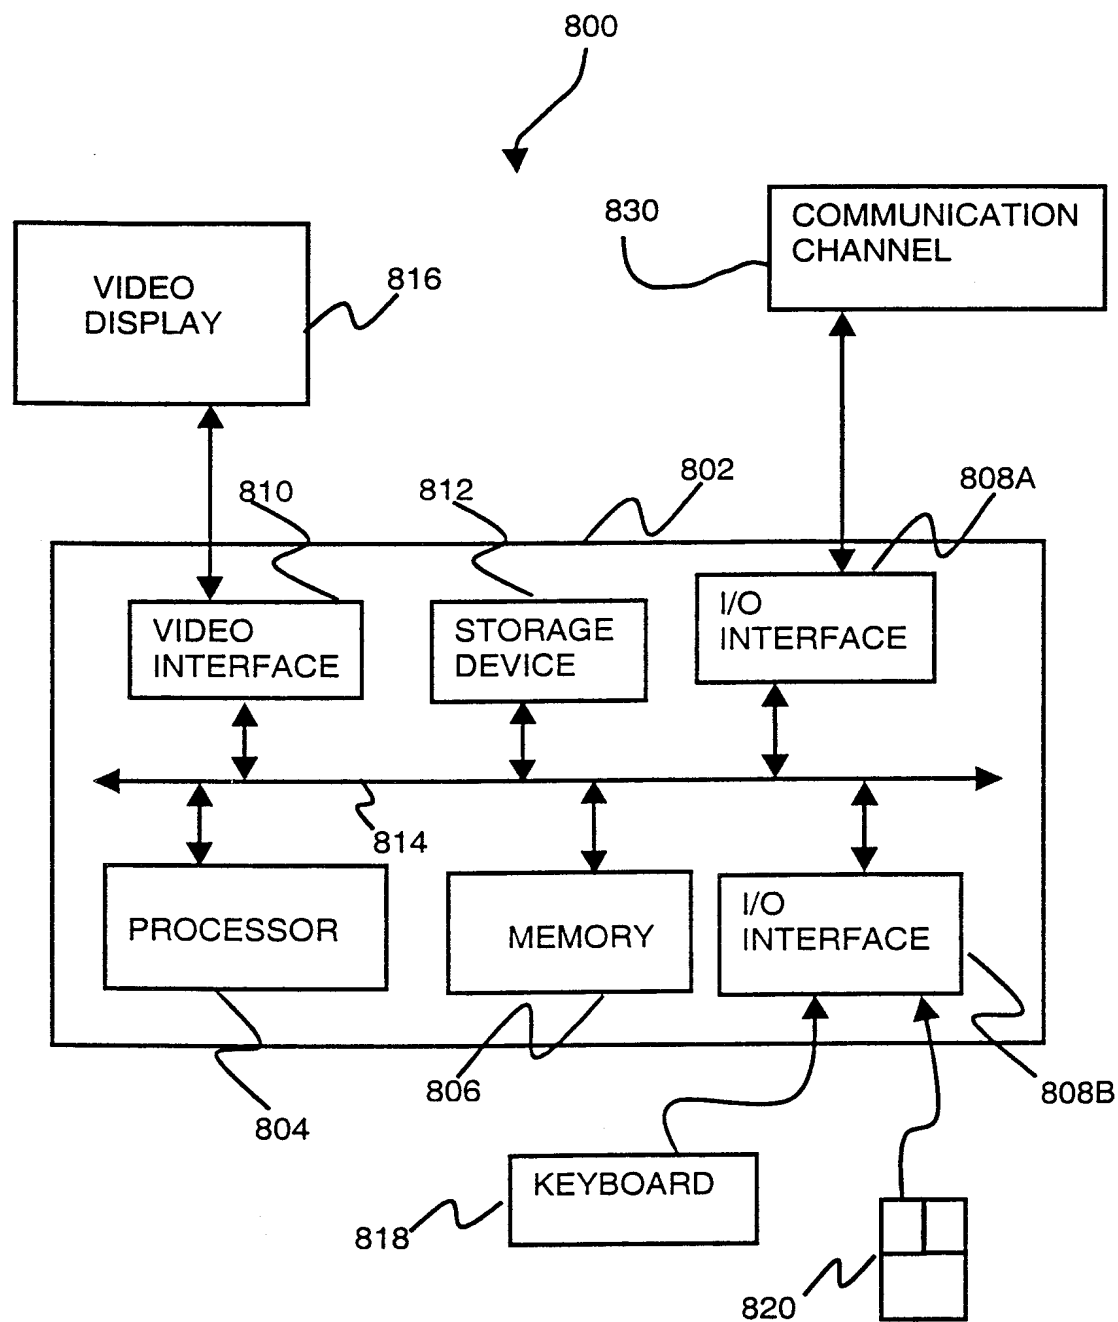 800
830
COMMUNICATION
CHANNEL
VIDEO
DISPLAY
816
810
812
802
808A
VIDEO
INTERFACE
STORAGE
DEVICE
I/O
INTERFACE
814
PROCESSOR
MEMORY
I/O
INTERFACE
804
806
808B
KEYBOARD
818
820